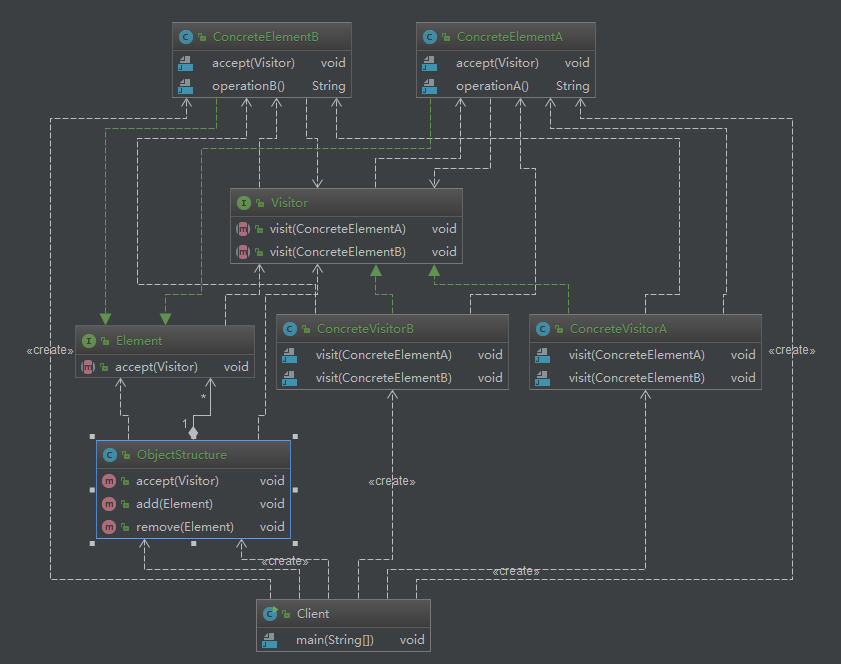 ConcreteElementB
accept(Visitor) void
operationB() String
ConcreteElementA
accept(Visitor) void
operationA() String
Visitor
visit(ConcreteElementA) void
visit(ConcreteElementB) void
Element
accept(Visitor) void
ConcreteVisitorB
visit(ConcreteElementA) void
visit(ConcreteElementB) void
ConcreteVisitorA
visit(ConcreteElementA) void
visit(ConcreteElementB) void
«create»
«create»
*
1
ObjectStructure
accept(Visitor) void
add(Element) void
remove(Element) void
«create»
«create»
«create»
Client
main(String[]) void